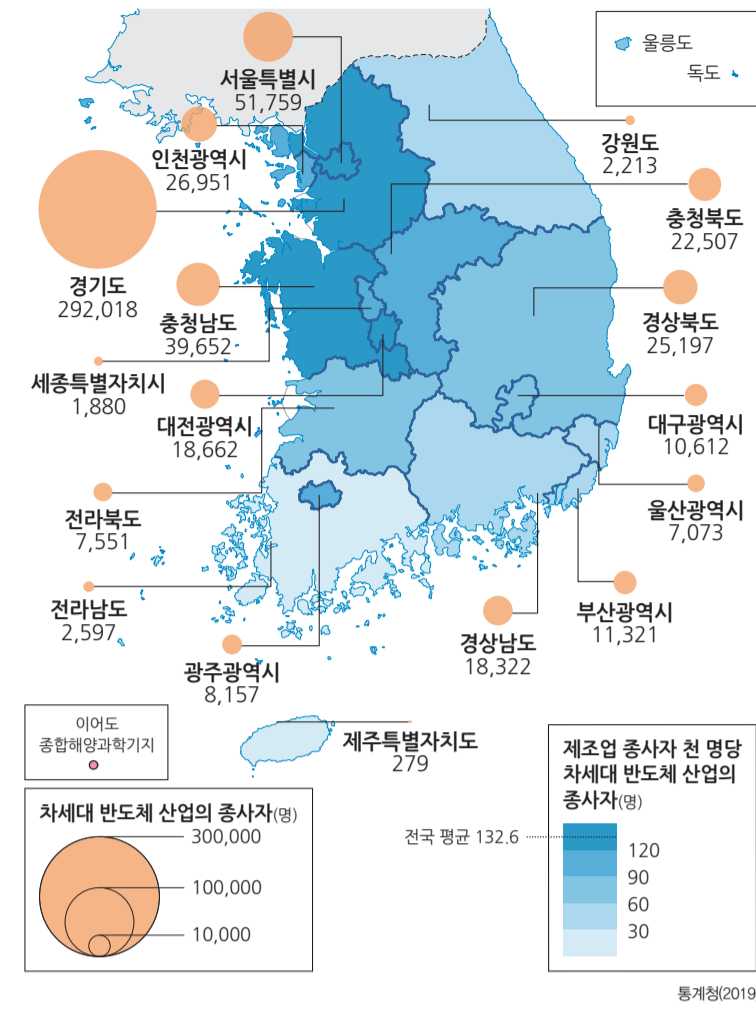 울릉도
독도
서울특별시
51,759
인천광역시
26,951
강원도
2,213
충청북도
22,507
경기도
292,018
충청남도
39,652
경상북도
25,197
세종특별자치시
1,880
대전광역시
18,662
대구광역시
10,612
전라북도
7,551
울산광역시
7,073
전라남도
2,597
부산광역시
11,321
경상남도
18,322
광주광역시
8,157
이어도
종합해양과학기지
제주특별자치도
279
차세대 반도체 산업의 종사자(명)
300,000
100,000
10,000
제조업 종사자 천 명당
차세대 반도체 산업의
종사자(명)
전국 평균 132.6
120
90
60
30
통계청(2019